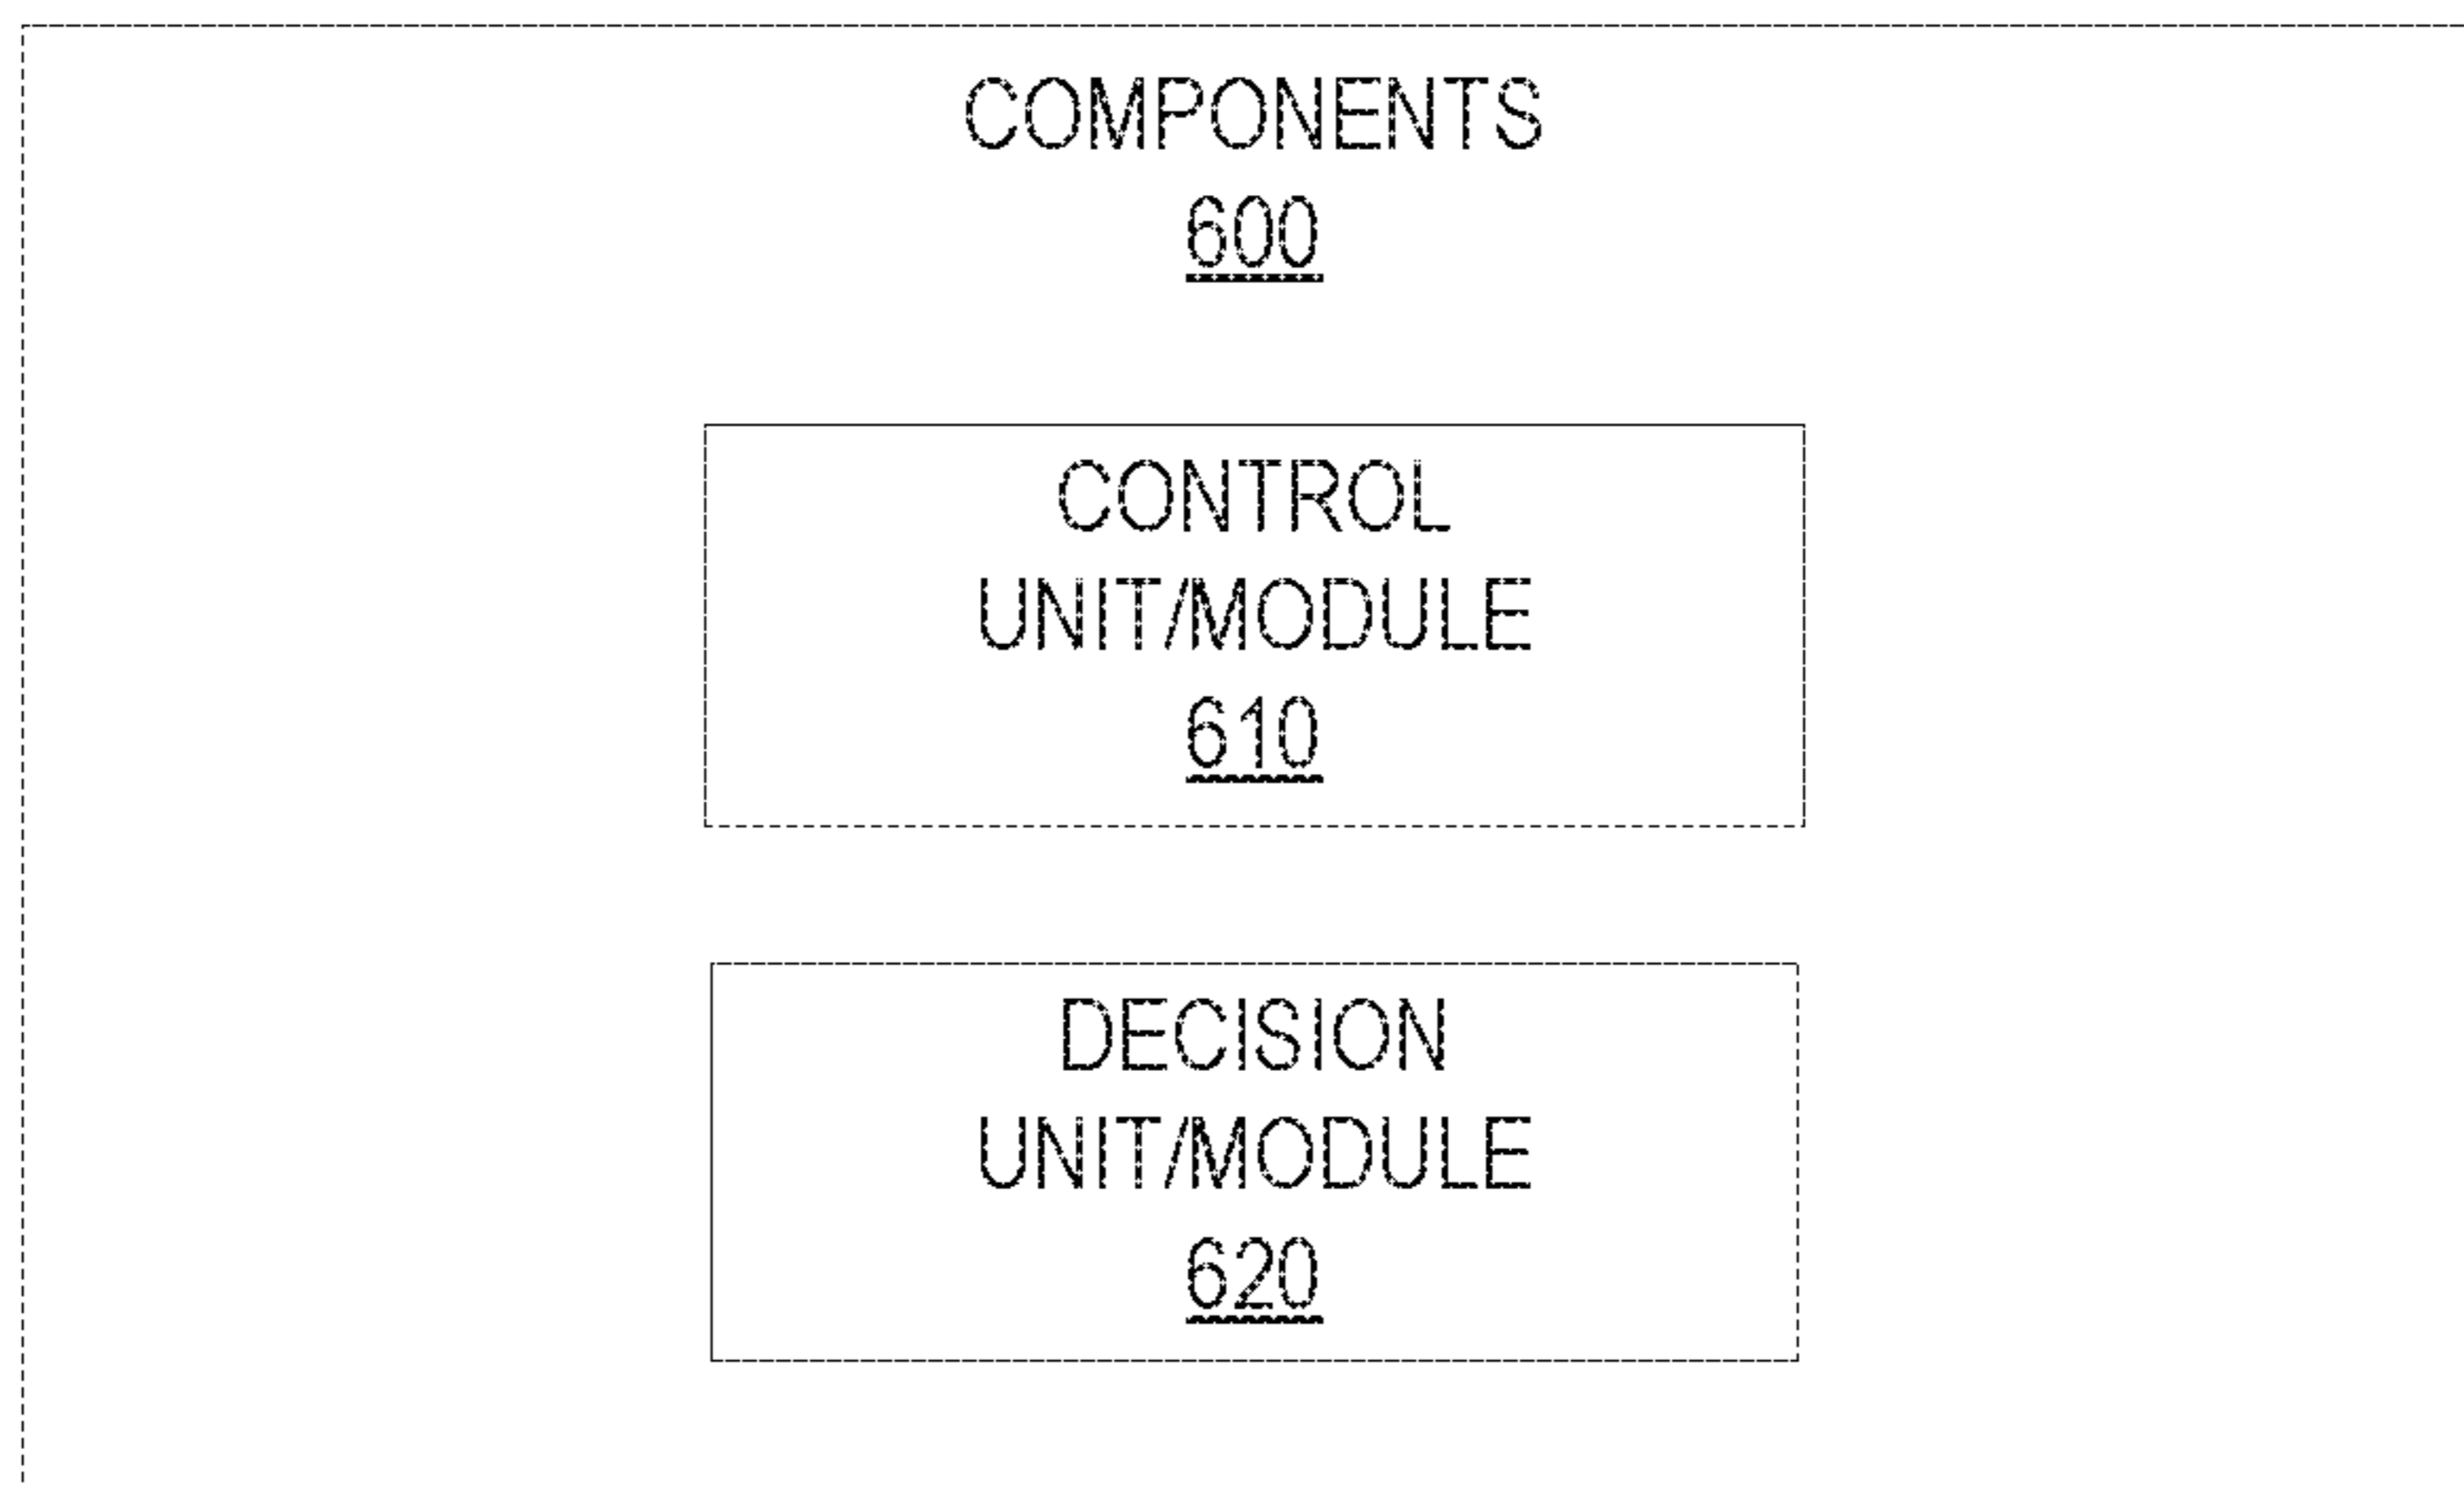 COMPONENTS
600
CONTROL
UNIT/MODULE
610
DECISION
UNIT/MODULE
620